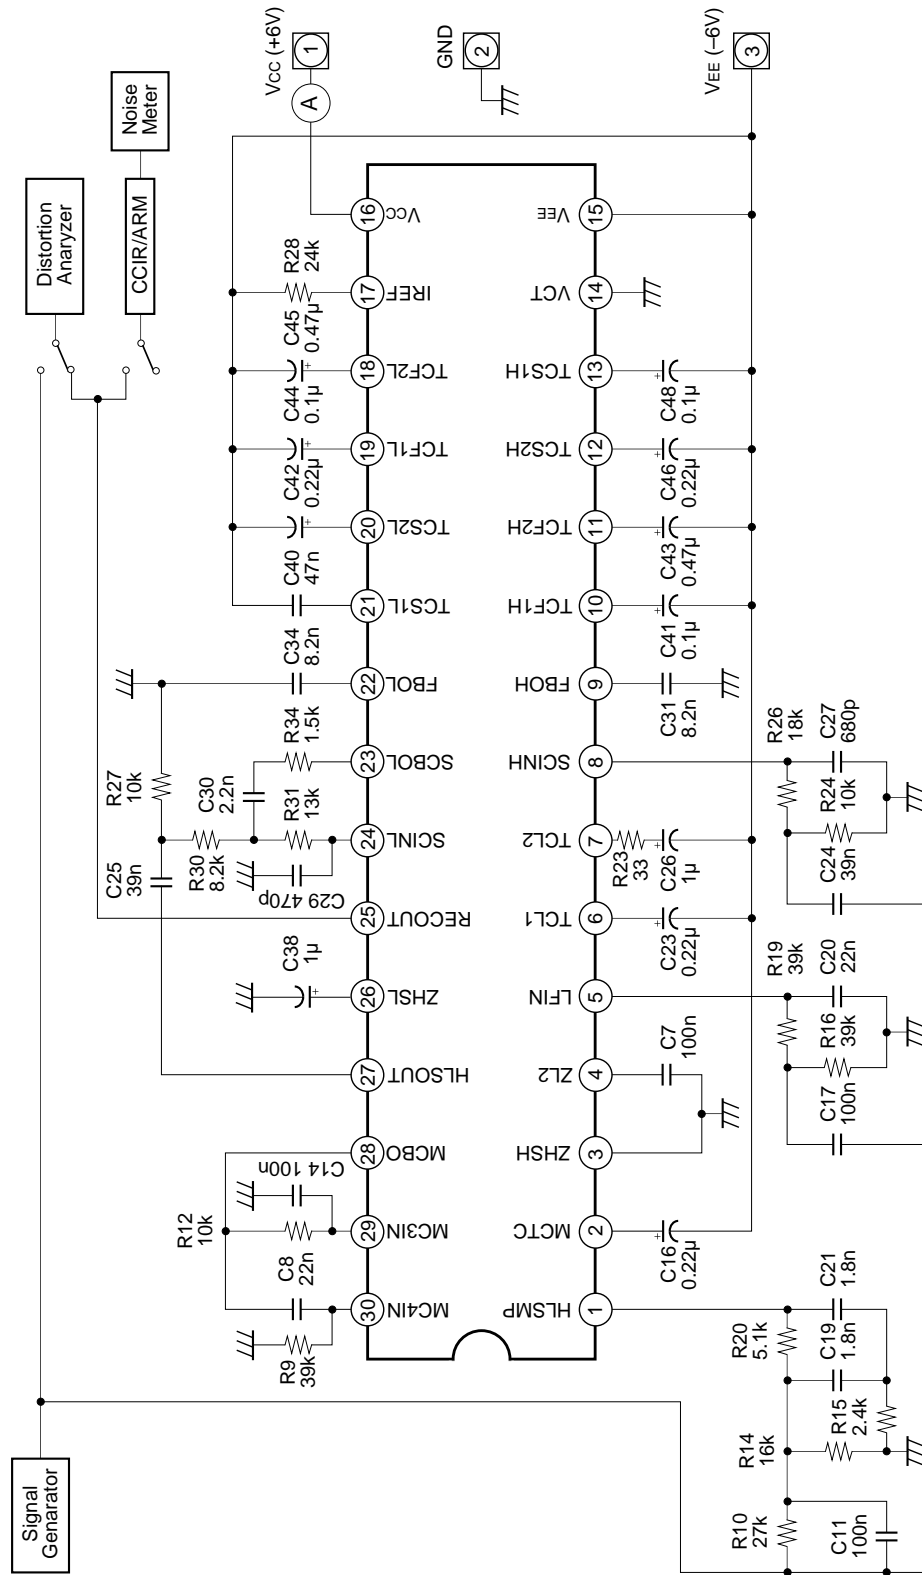 Signal
Genarator
Distortion
Anaryzer
Noise
Meter
CCIR/ARM
VCC (+6V)
1
A
GND
2
VEE (–6V)
3
R9
39k
C8
22n
R12
10k
C14 100n
C38
1µ
C25
39n
R27
10k
R30
8.2k
C29 470p
C30
2.2n
R31
13k
R34
1.5k
C34
8.2n
C40
47n
C42
0.22µ
C44
0.1µ
C45
0.47µ
R28
24k
30
MC4IN
29
MC3IN
28
MCBO
27
HLSOUT
26
ZHSL
25
RECOUT
24
SCINL
23
SCBOL
22
FBOL
21
TCS1L
20
TCS2L
19
TCF1L
18
TCF2L
17
IREF
16
VCC
HLSMP
1
MCTC
2
ZHSH
3
ZL2
4
LFIN
5
TCL1
6
TCL2
7
SCINH
8
FBOH
9
TCF1H
10
TCF2H
11
TCS2H
12
TCS1H
13
VCT
14
VEE
15
C16
0.22µ
C7
100n
C23
0.22µ
R23
33
C26
1µ
C31
8.2n
C41
0.1µ
C43
0.47µ
C46
0.22µ
C48
0.1µ
R10
27k
C11
100n
R14
16k
R15
2.4k
R20
5.1k
C19
1.8n
C21
1.8n
C17
100n
R16
39k
R19
39k
C20
22n
C24
39n
R24
10k
R26
18k
C27
680p